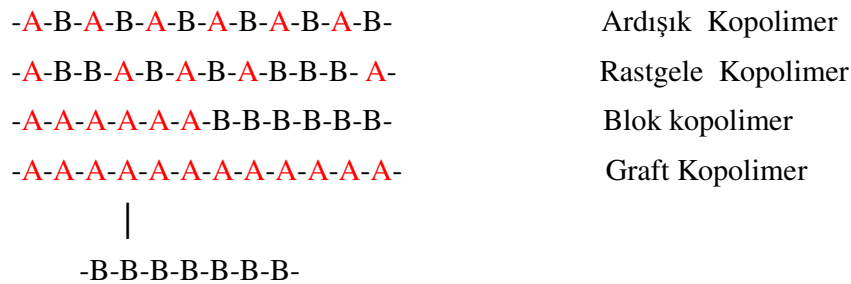 -A-B-A-B-A-B-A-B-A-B-A-B- Ardışık Kopolimer
-A-B-B-A-B-A-B-A-B-B-B- A- Rastgele Kopolimer
-A-A-A-A-A-A-B-B-B-B-B-B- Blok kopolimer
-A-A-A-A-A-A-A-A-A-A-A-A- Graft Kopolimer
|
-B-B-B-B-B-B-B-